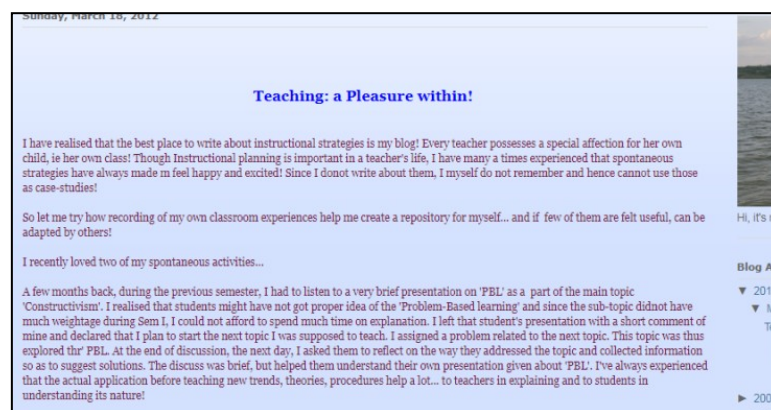 Sunday, March 18, 2012
Teaching: a Pleasure within!
I have realised that the best place to write about instructional strategies is my blog! Every teacher possesses a special affection for her own
child, ie her own class! Though Instructional planning is important in a teacher's life, I have many a times experienced that spontaneous
strategies have always made m feel happy and excited! Since I donot write about them, I myself do not remember and hence cannot use those
as case-studies!
So let me try how recording of my own classroom experiences help me create a repository for myself... and if few of them are felt useful, can be
adapted by others!
I recently loved two of my spontaneous activities...
A few months back, during the previous semester, I had to listen to a very brief presentation on 'PBL' as a part of the main topic
'Constructivism'. I realised that students might have not got proper idea of the 'Problem-Based learning' and since the sub-topic didnot have
much weightage during Sem I, I could not afford to spend much time on explanation. I left that student's presentation with a short comment of
mine and declared that I plan to start the next topic I was supposed to teach. I assigned a problem related to the next topic. This topic was thus
explored thr' PBL. At the end of discussion, the next day, I asked them to reflect on the way they addressed the topic and collected information
so as to suggest solutions. The discuss was brief, but helped them understand their own presentation given about 'PBL'. I've always experienced
that the actual application before teaching new trends, theories, procedures help a lot... to teachers in explaining and to students in
understanding its nature!
Hi, it's
Blog A
▼ 201
▼
► 200